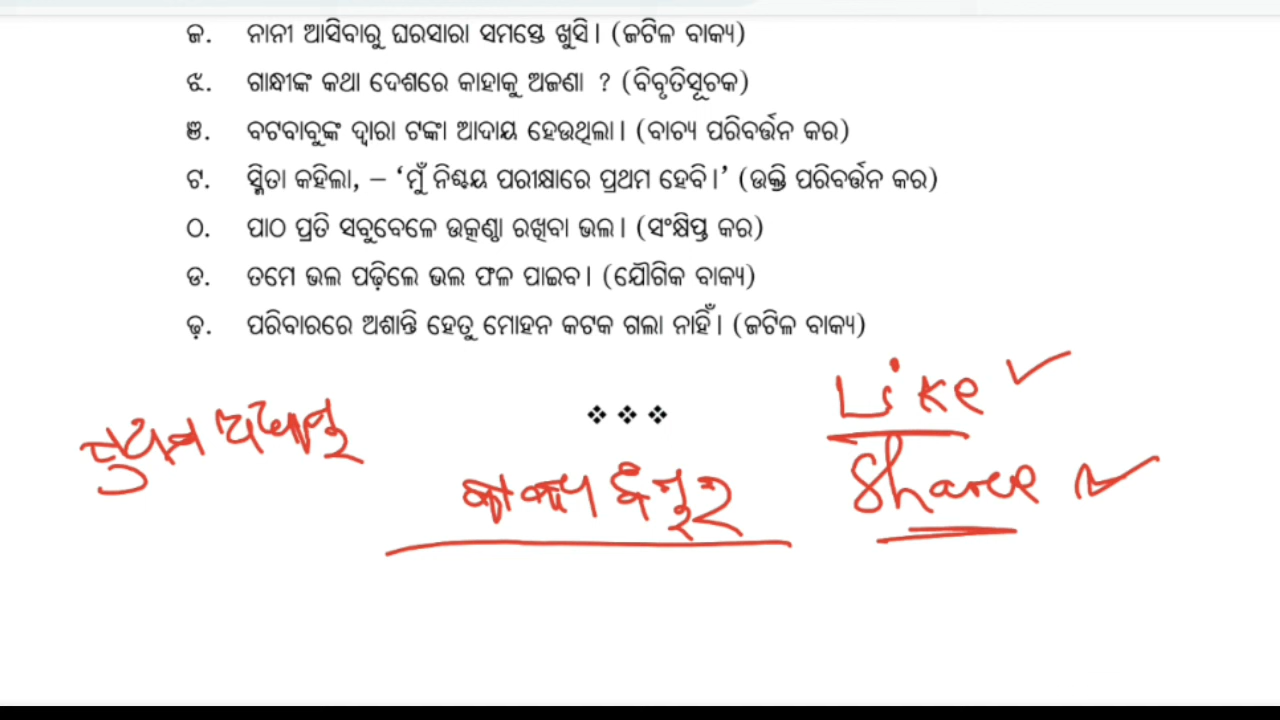 ଜ. ନାନୀ ଆସିବାରୁ ଘରସାରା ସମସ୍ତେ ଖୁସି। (ଜଟିଳ ବାକ୍ୟ)
ଝ. ଗାନ୍ଧୀଙ୍କ କଥା ଦେଶରେ କାହାକୁ ଅଜଣା ? (ବିବୃତିସୂଚକ)
ଞ. ବଟବାବୁଙ୍କ ଦ୍ୱାରା ଟଙ୍କା ଆଦାୟ ହେଉଥିଲା। (ବାଚ୍ୟ ପରିବର୍ତ୍ତନ କର)
ଟ. ସ୍ମିତା କହିଲା, – ‘ମୁଁ ନିଶ୍ଚୟ ପରୀକ୍ଷାରେ ପ୍ରଥମ ହେବି।’ (ଉକ୍ତି ପରିବର୍ତ୍ତନ କର)
ଠ. ପାଠ ପ୍ରତି ସବୁବେଳେ ଉତ୍କଣ୍ଠା ରଖିବା ଭଲ। (ସଂକ୍ଷିପ୍ତ କର)
ଡ. ତମେ ଭଲ ପଢ଼ିଲେ ଭଲ ଫଳ ପାଇବ। (ଯୌଗିକ ବାକ୍ୟ)
ଢ଼. ପରିବାରରେ ଅଶାନ୍ତି ହେତୁ ମୋହନ କଟକ ଗଲା ନାହିଁ। (ଜଟିଳ ବାକ୍ୟ)
Like
Share